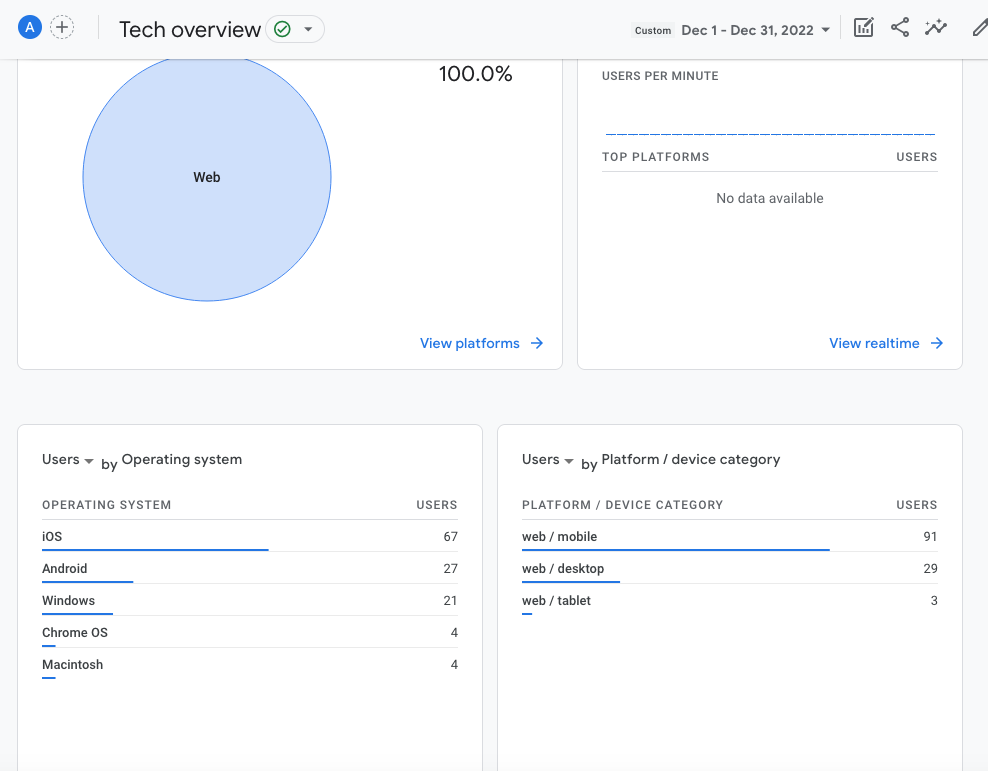 A
Tech overview
Custom Dec 1 - Dec 31, 2022
100.0%
Web
View platforms
USERS PER MINUTE
TOP PLATFORMS USERS
No data available
View realtime
Users by Operating system
OPERATING SYSTEM USERS
iOS 67
Android 27
Windows 21
Chrome OS 4
Macintosh 4
Users by Platform / device category
PLATFORM / DEVICE CATEGORY USERS
web / mobile 91
web / desktop 29
web / tablet 3